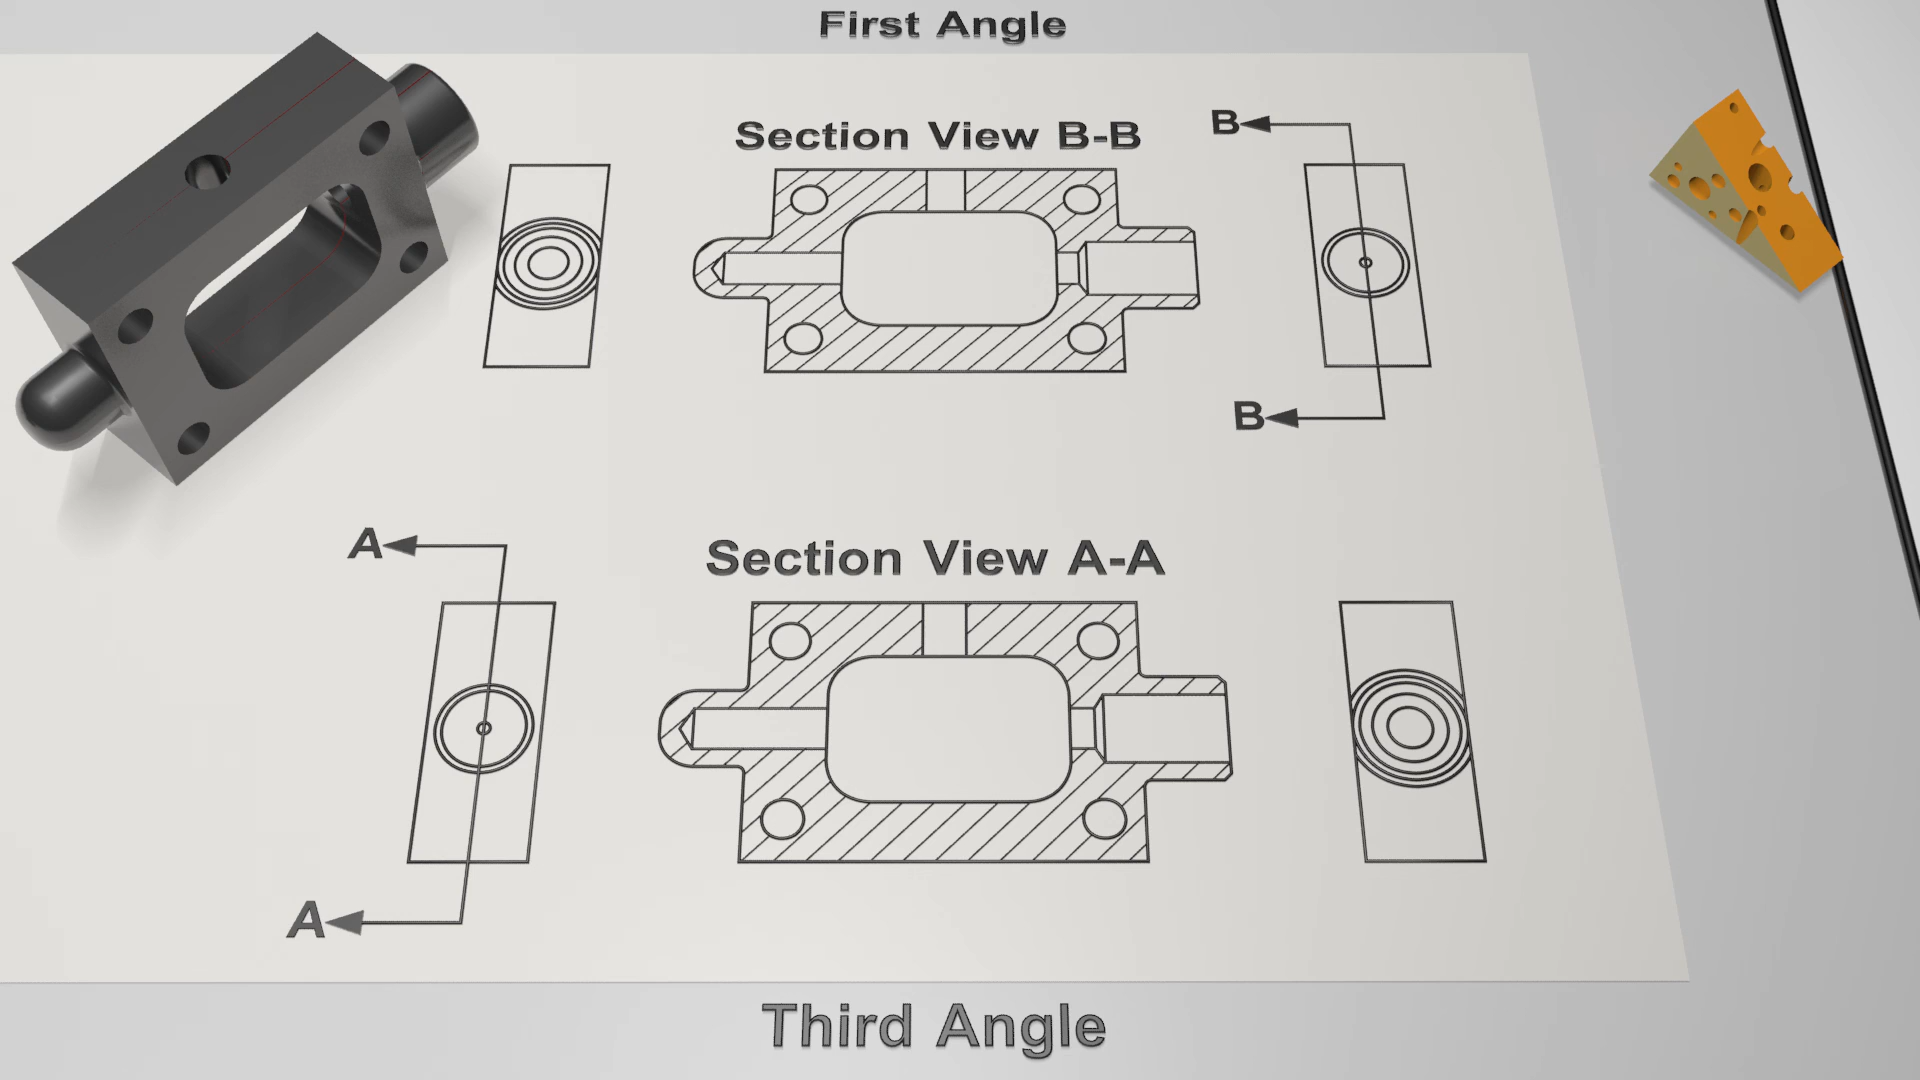 First Angle
Section View B-B
B
B
A
Section View A-A
A
Third Angle